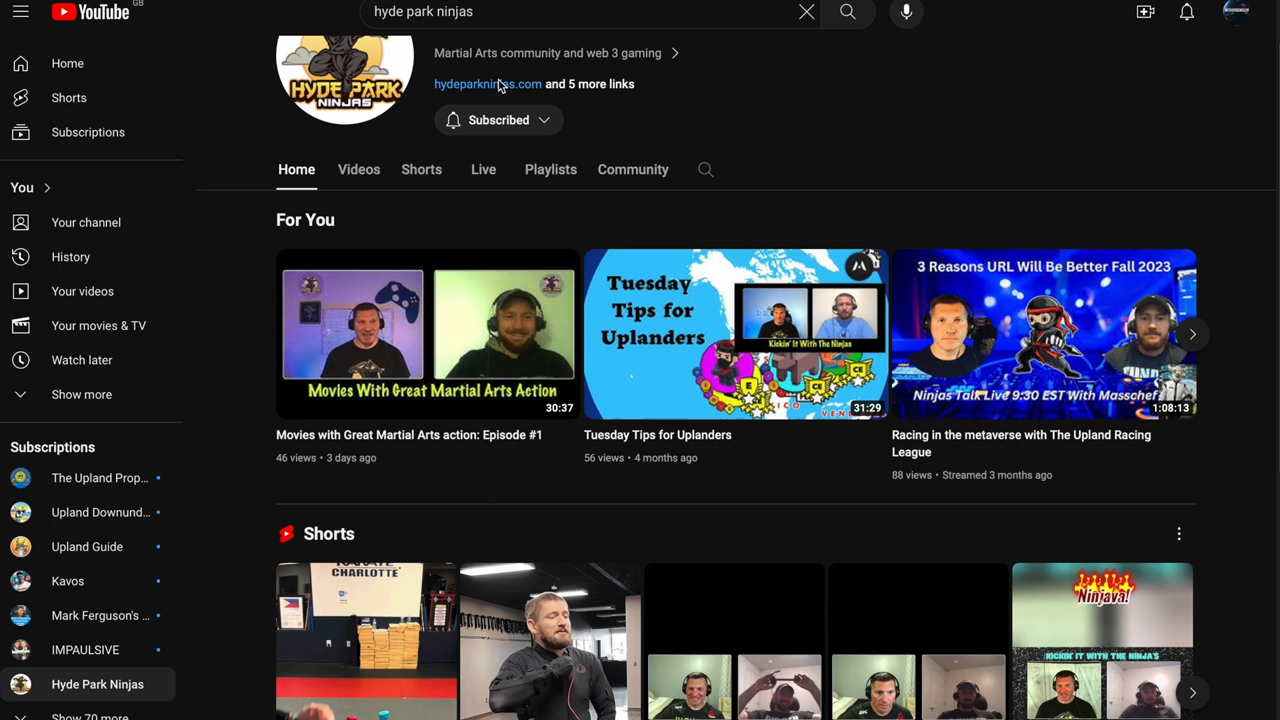 YouTube GB
hyde park ninjas
Home
Shorts
Subscriptions
You
Your channel
History
Your videos
Your movies & TV
Watch later
Show more
Subscriptions
The Upland Prop...
Upland Downund...
Upland Guide
Kavos
Mark Ferguson's ...
IMPAULSIVE
Hyde Park Ninjas
Show 70 more
HYDE PARK
NINJAS
Martial Arts community and web 3 gaming
hydeparkninjas.com and 5 more links
Subscribed
Home
Videos
Shorts
Live
Playlists
Community
For You
Movies With Great Martial Arts Action
30:37
Movies with Great Martial Arts action: Episode #1
46 views • 3 days ago
Tuesday
Tips for
Uplanders
Kickin' It With The Ninjas
31:29
Tuesday Tips for Uplanders
56 views • 4 months ago
3 Reasons URL Will Be Better Fall 2023
Ninjas Talk Live 9:30 EST With Masschef
1:08:13
Racing in the metaverse with The Upland Racing
League
88 views • Streamed 3 months ago
Shorts
CHARLOTTE
Ninjava!
KICKIN' IT WITH THE NINJA'S